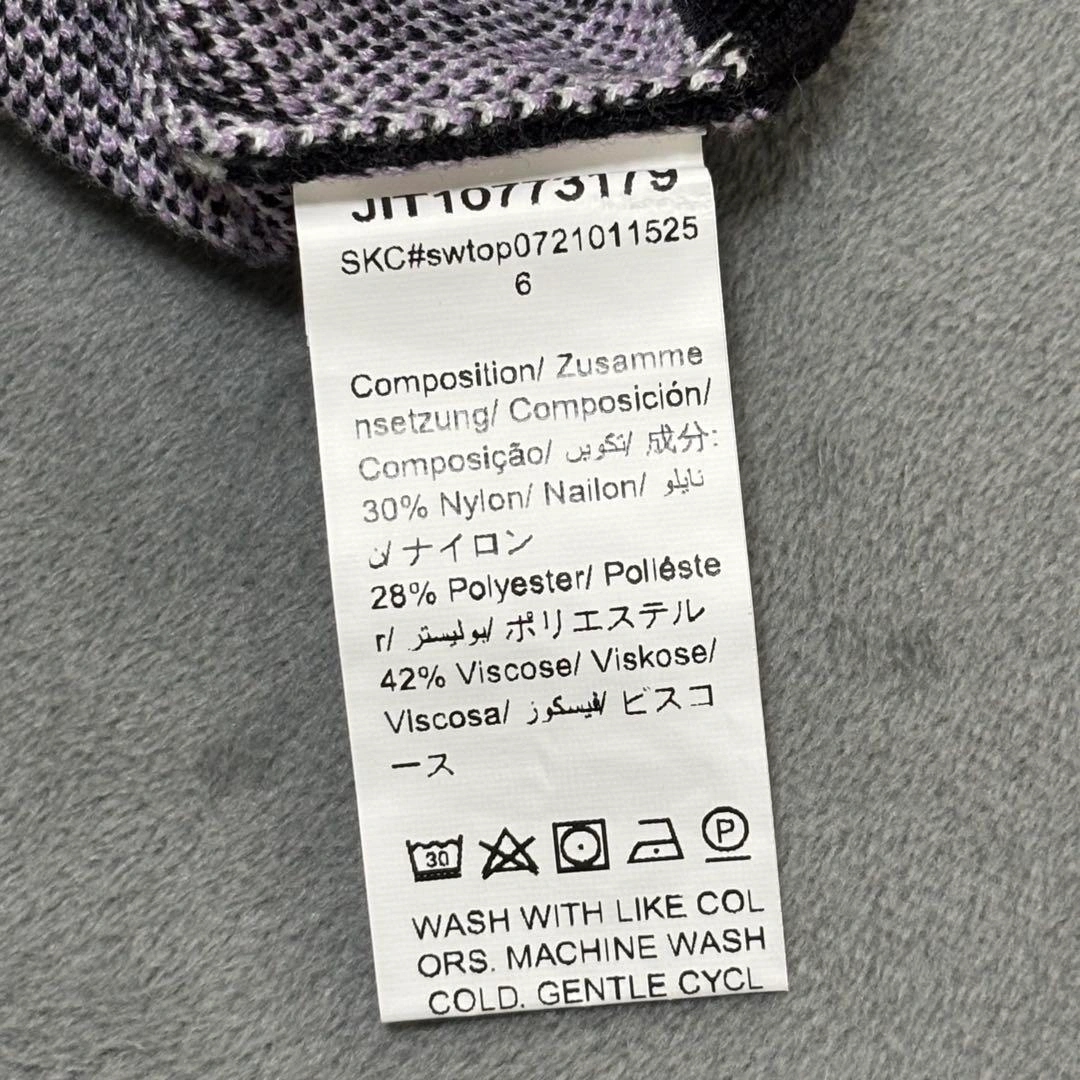 JIT10773179
SKC#swtop0721011525
6
Composition/ Zusamme
nsetzung/ Composición/
Composição/ تكوين/ 成分:
30% Nylon/ Nailon/ نايلو
ن/ ナイロン
28% Polyester/ Poliéste
r/ بوليستر/ ポリエステル
42% Viscose/ Viskose/
Viscosa/ فيسكوز/ ビスコ
ース
30
P
WASH WITH LIKE COL
ORS. MACHINE WASH
COLD. GENTLE CYCL